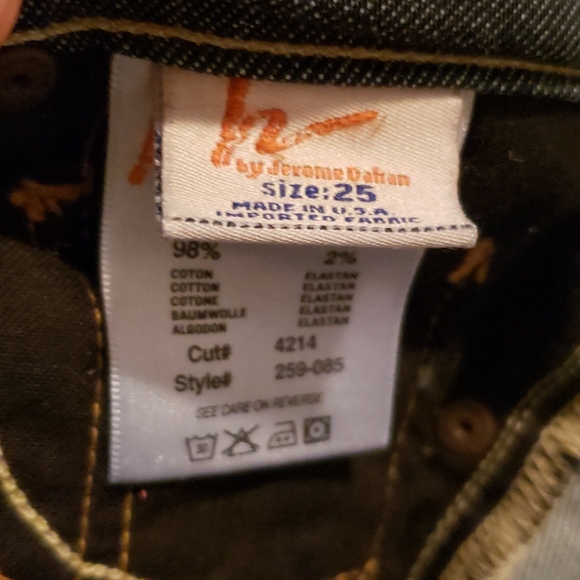 by Jerome Dahan
Size:25
MADE IN U.S.A.
IMPORTED FABRIC
98% 2%
COTON ELASTAN
COTTON ELASTAN
COTONE ELASTAN
BAUMWOLLE ELASTAN
ALGODON ELASTAN
Cut# 4214
Style# 259-085
SEE CARE ON REVERSE
30